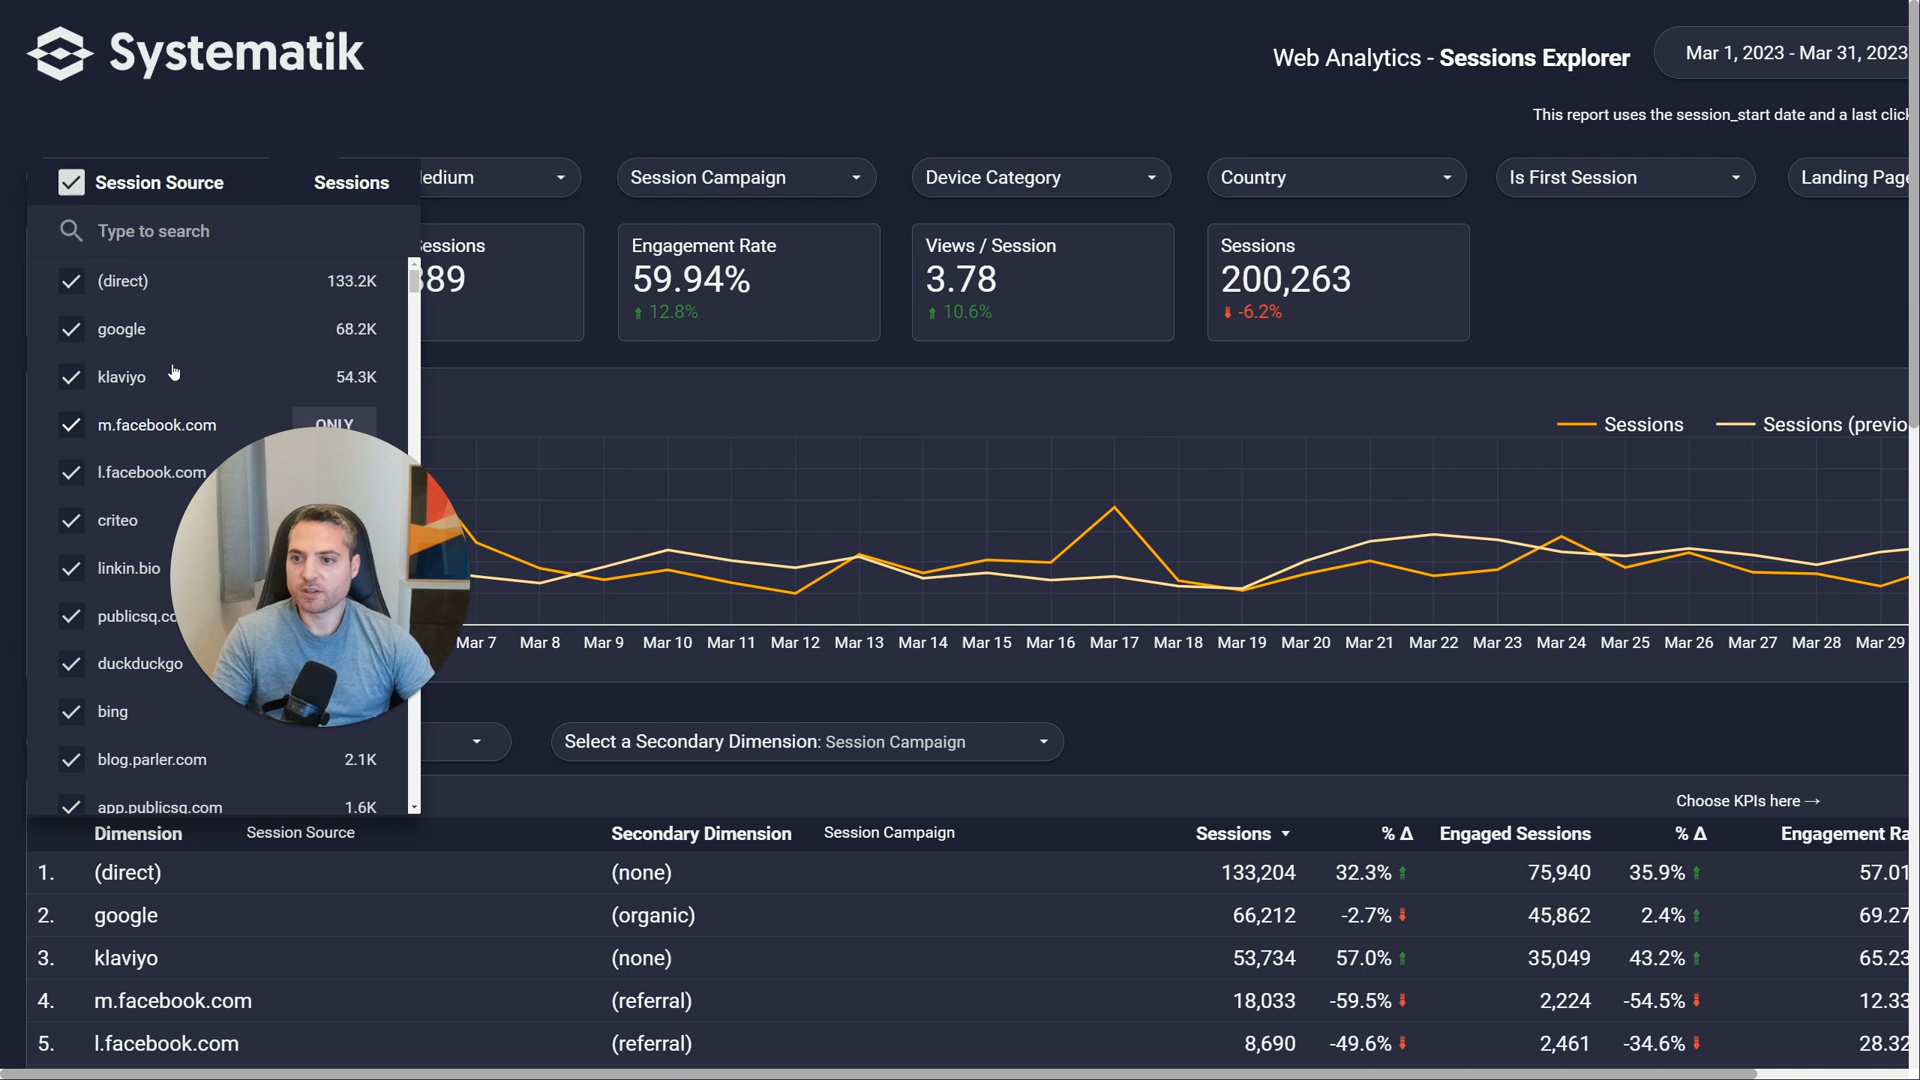 Systematik
Web Analytics - Sessions Explorer
Mar 1, 2023 - Mar 31, 2023
This report uses the session_start date and a last
Session Source
Sessions
Session Campaign
Device Category
Country
Is First Session
Landing Page
Type to search
(direct) 133.2K
google 68.2K
klaviyo 54.3K
m.facebook.com ONLY
l.facebook.com
criteo
linkin.bio
publicsq.co
duckduckgo
bing
blog.parler.com 2.1K
app.publicsq.com 1.6K
Sessions
Engagement Rate
59.94%
12.8%
Views / Session
3.78
10.6%
Sessions
200,263
-6.2%
Sessions
Sessions
Mar 7 Mar 8 Mar 9 Mar 10 Mar 11 Mar 12 Mar 13 Mar 14 Mar 15 Mar 16 Mar 17 Mar 18 Mar 19 Mar 20 Mar 21 Mar 22 Mar 23 Mar 24 Mar 25 Mar 26 Mar 27 Mar 28 Mar 29
Select a Secondary Dimension: Session Campaign
Choose KPIs here →
Dimension Session Source Secondary Dimension Session Campaign Sessions % Δ Engaged Sessions % Δ Engagement
1. (direct) (none) 133,204 32.3% 75,940 35.9% 57.01
2. google (organic) 66,212 -2.7% 45,862 2.4% 69.27
3. klaviyo (none) 53,734 57.0% 35,049 43.2% 65.23
4. m.facebook.com (referral) 18,033 -59.5% 2,224 -54.5% 12.33
5. l.facebook.com (referral) 8,690 -49.6% 2,461 -34.6% 28.32